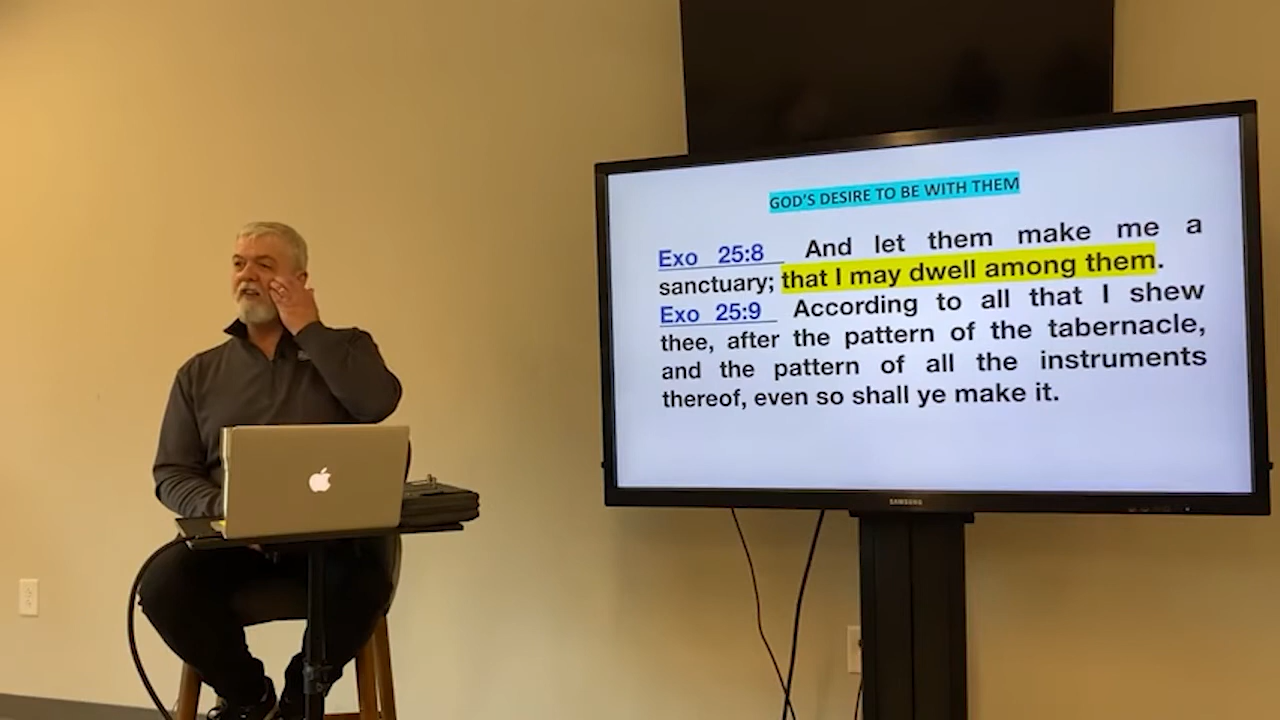 GOD'S DESIRE TO BE WITH THEM
Exo 25:8 And let them make me a
sanctuary; that I may dwell among them.
Exo 25:9 According to all that I shew
thee, after the pattern of the tabernacle,
and the pattern of all the instruments
thereof, even so shall ye make it.
SAMSUNG